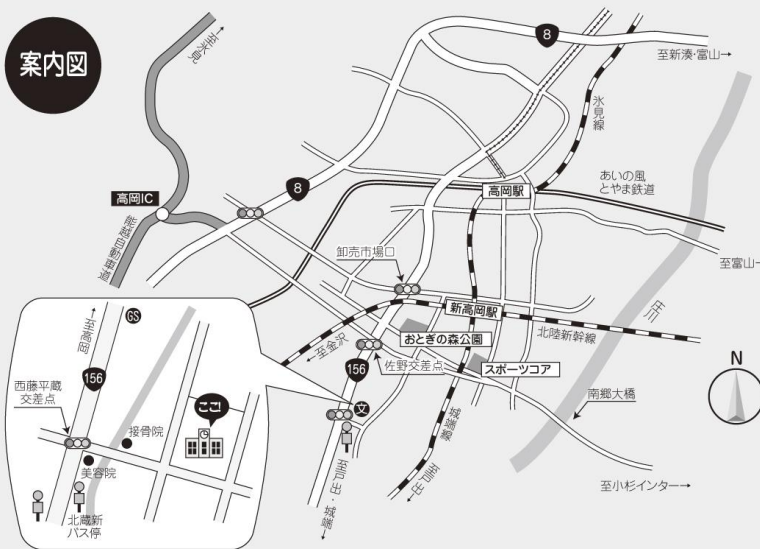 案内図
→至氷見
8
至新湊・富山→
氷見線
あいの風
とやま鉄道
高岡駅
高岡IC
8
能越自動車道
卸売市場口
至富山→
庄川
新高岡駅
北陸新幹線
おとぎの森公園
→至金沢
佐野交差点
156
スポーツコア
N
南郷大橋
文
城端線
至戸出・城端→
至戸出→
至小杉インター→
→至高岡
GS
156
西藤平蔵
交差点
ここ!
接骨院
美容院
北蔵新
バス停